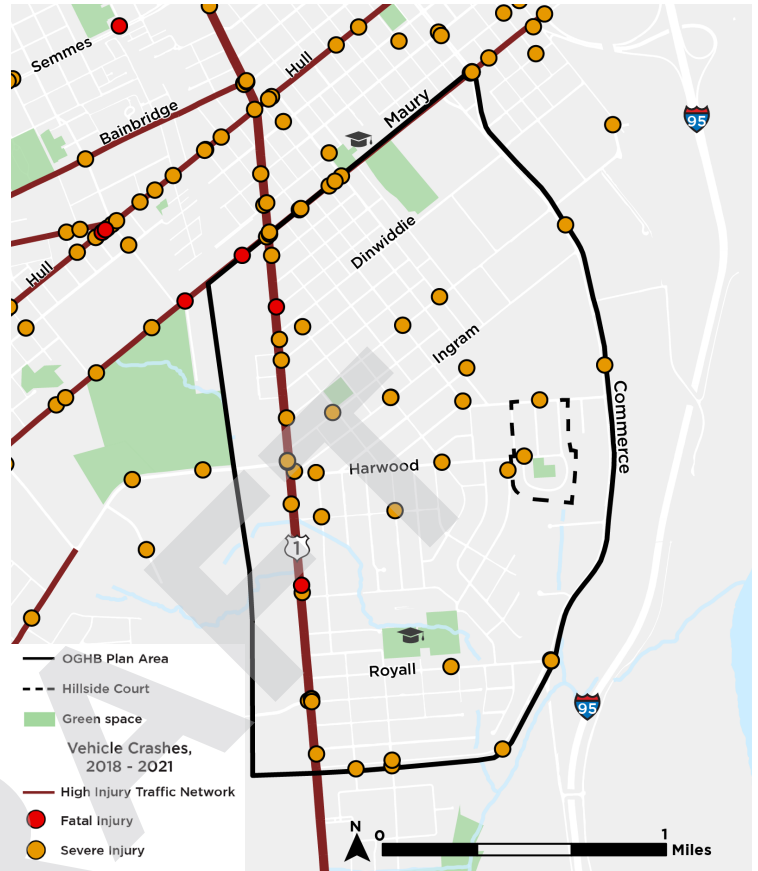 Semmes
Hull
95
Bainbridge
Maury
Dinwiddie
Hull
Ingram
Commerce
Harwood
1
Royall
95
OGHB Plan Area
Hillside Court
Green space
Vehicle Crashes,
2018 - 2021
High Injury Traffic Network
Fatal Injury
Severe Injury
N
0
1
Miles
DRAFT